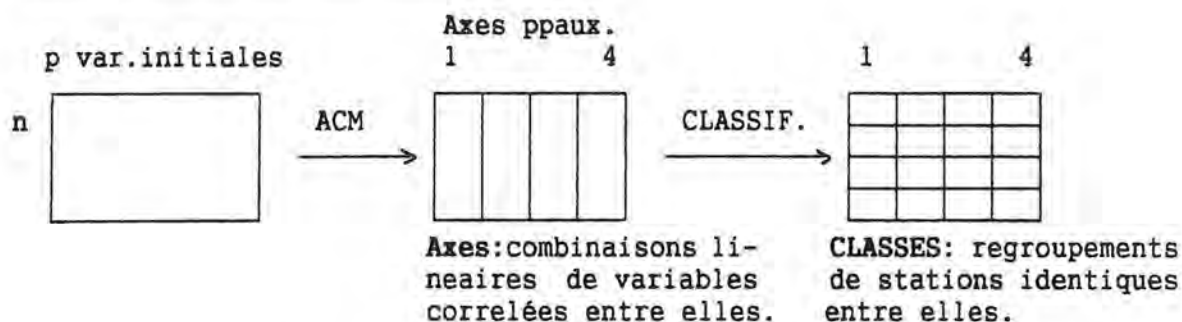 Axes ppaux.
p var.initiales 1 4 1 4
n ACM CLASSIF.
Axes:combinaisons li-
neaires de variables
correlées entre elles.
CLASSES: regroupements
de stations identiques
entre elles.